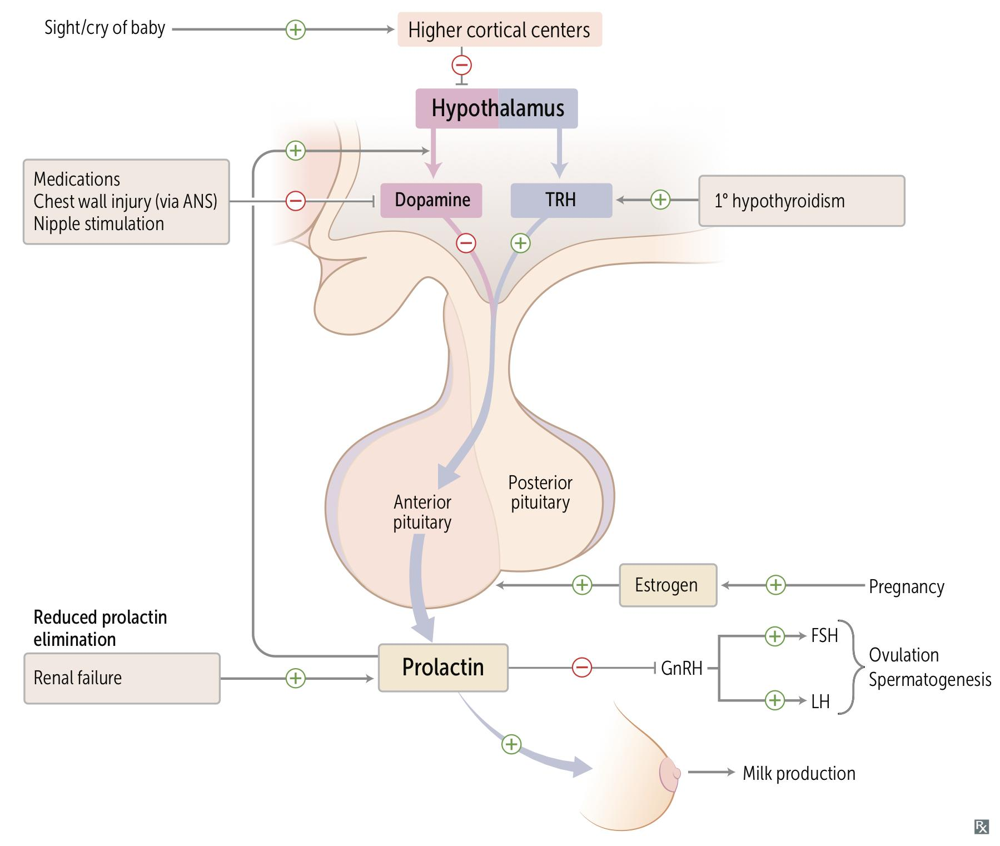 Sight/cry of baby
Higher cortical centers
Hypothalamus
Medications
Chest wall injury (via ANS)
Nipple stimulation
Dopamine
TRH
1° hypothyroidism
Anterior
pituitary
Posterior
pituitary
Estrogen
Pregnancy
Reduced prolactin
elimination
Renal failure
Prolactin
GnRH
FSH
LH
Ovulation
Spermatogenesis
Milk production
Rx